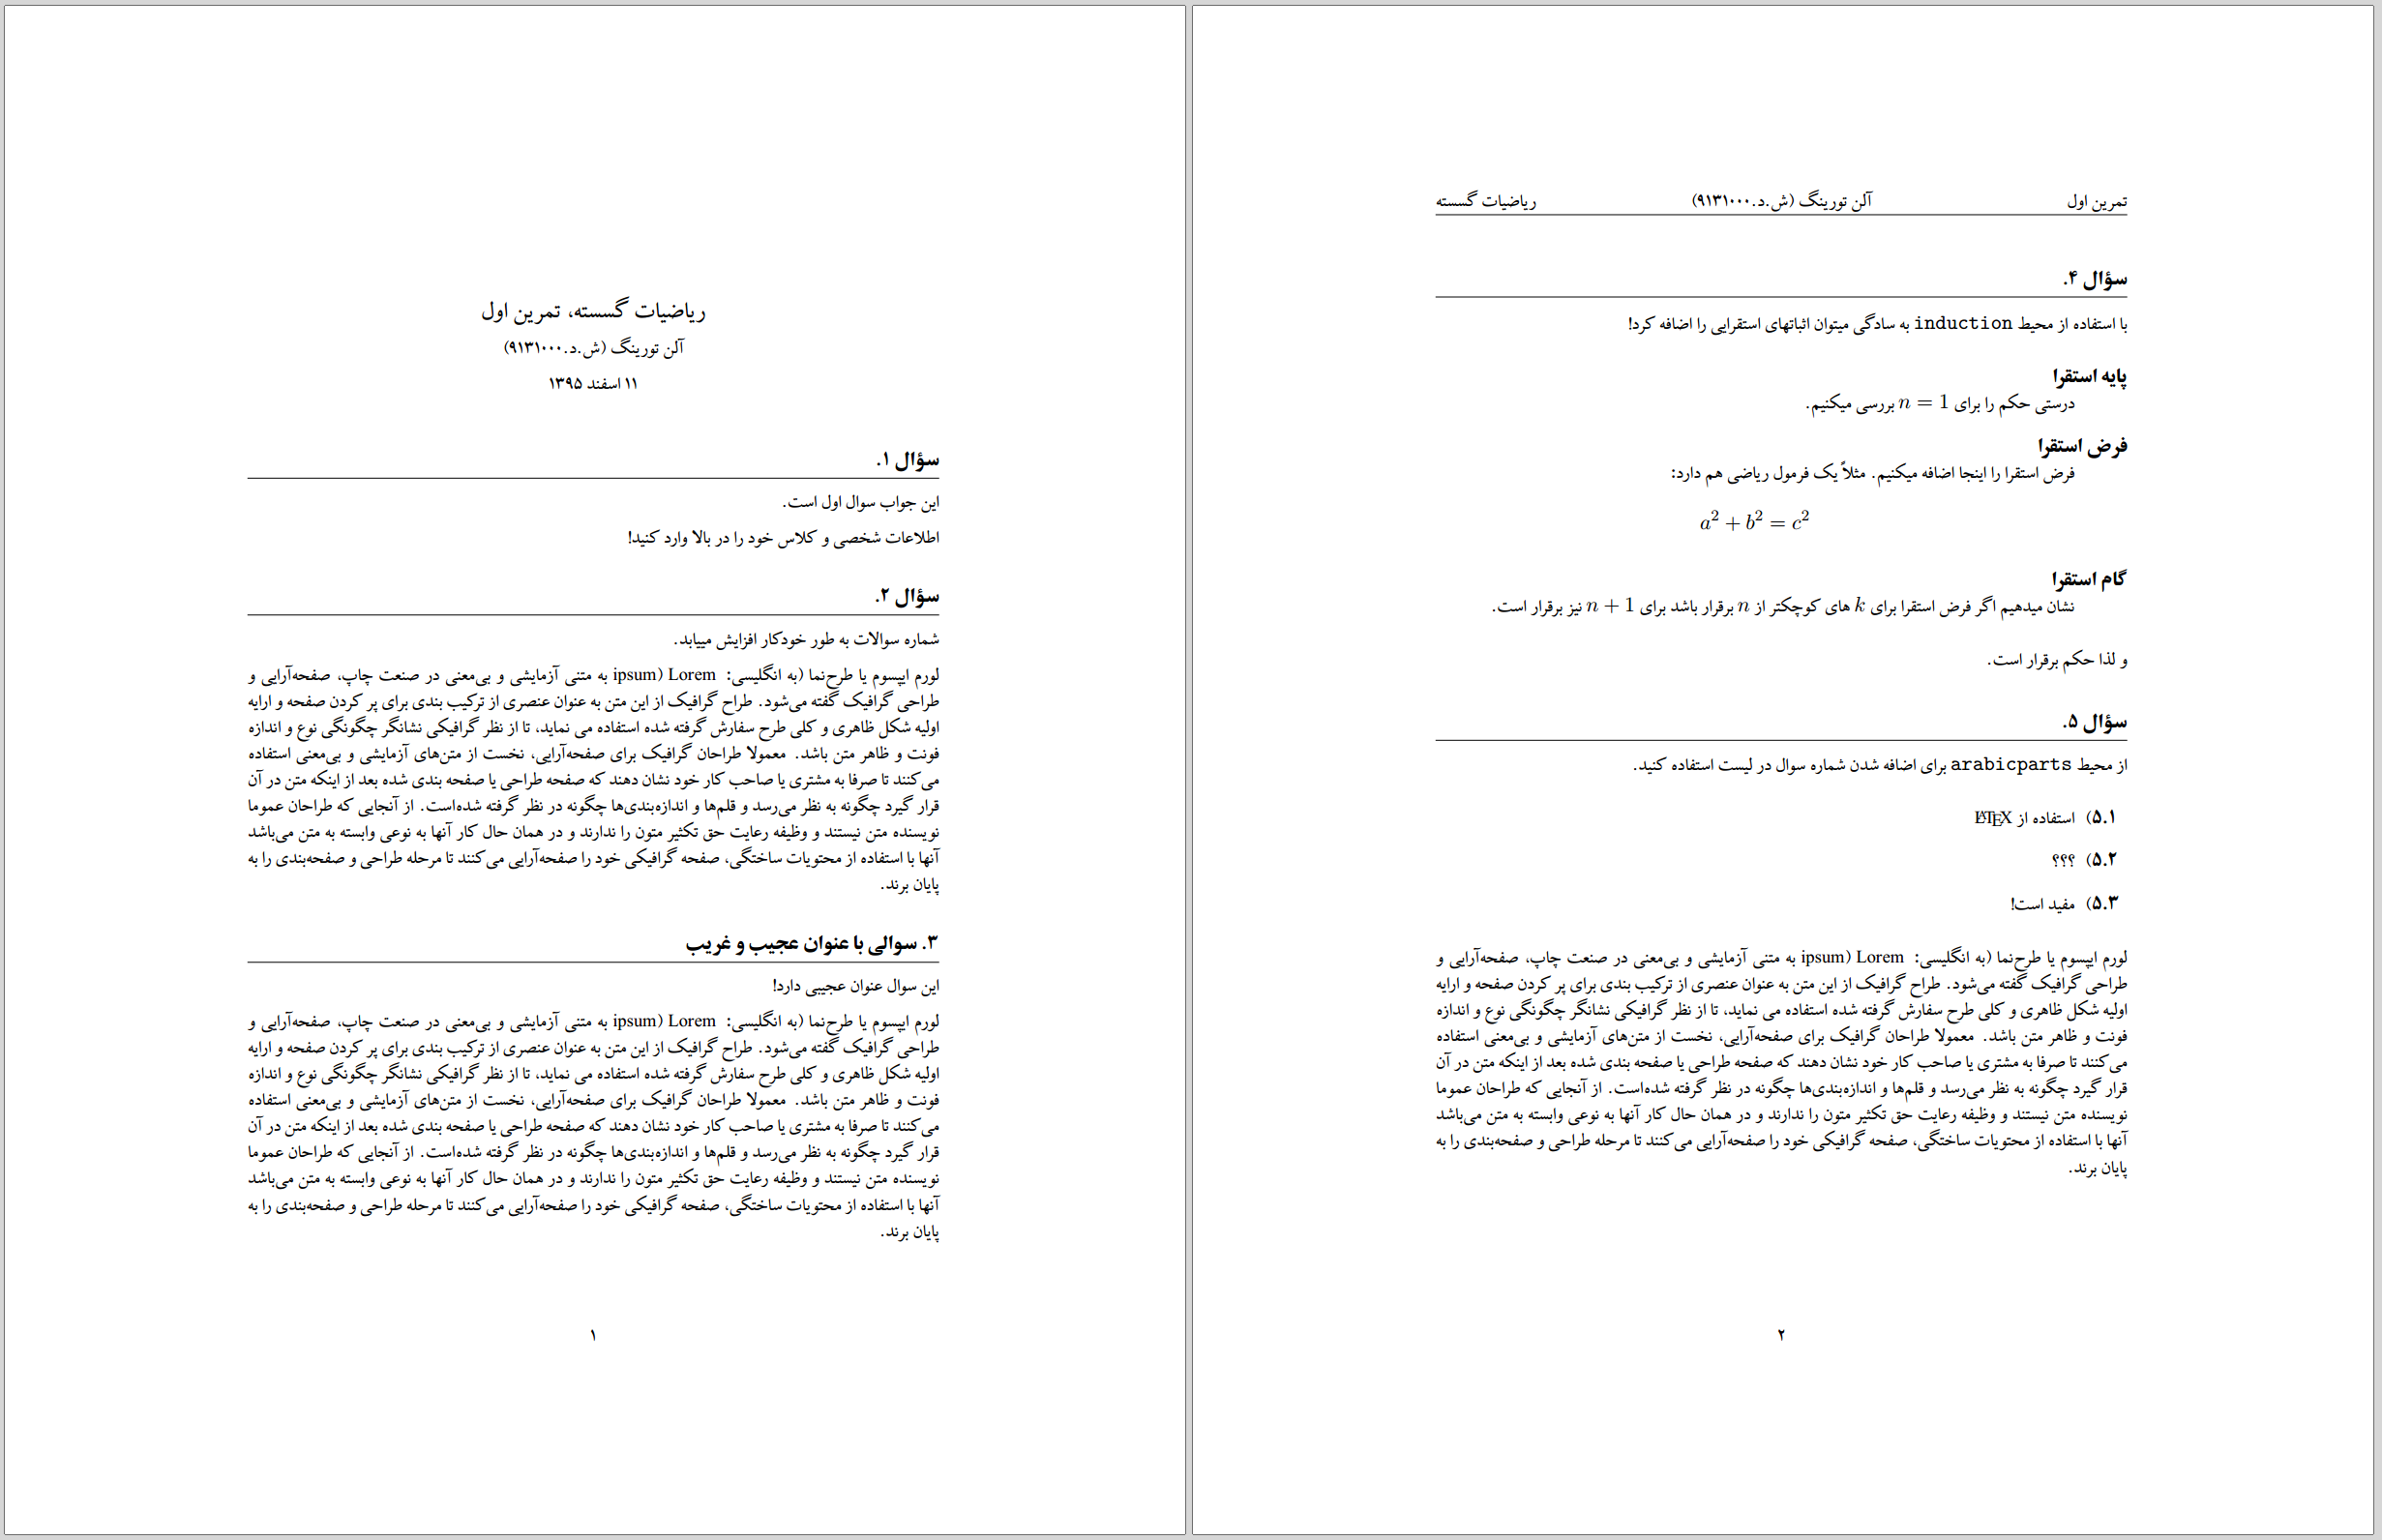 ریاضیات گسسته، تمرین اول
آلن تورینگ (ش.د.۹۱۳۱۰۰۰)
۱۱ اسفند ۱۳۹۵
سؤال ۱.
این جواب سوال اول است.
اطلاعات شخصی و کلاس خود را در بالا وارد کنید!
سؤال ۲.
شماره سوالات به طور خودکار افزایش مییابد.
لورم ایپسوم یا طرح‌نما (به انگلیسی: ipsum) Lorem به متنی آزمایشی و بی‌معنی در صنعت چاپ، صفحه‌آرایی و
طراحی گرافیک گفته می‌شود. طراح گرافیک از این متن به عنوان عنصری از ترکیب بندی برای پر کردن صفحه و ارایه
اولیه شکل ظاهری و کلی طرح سفارش گرفته شده استفاده می نماید، تا از نظر گرافیکی نشانگر چگونگی نوع و اندازه
فونت و ظاهر متن باشد. معمولا طراحان گرافیک برای صفحه‌آرایی، نخست از متن‌های آزمایشی و بی‌معنی استفاده
می‌کنند تا صرفا به مشتری یا صاحب کار خود نشان دهند که صفحه طراحی یا صفحه بندی شده بعد از اینکه متن در آن
قرار گیرد چگونه به نظر می‌رسد و قلم‌ها و اندازه‌بندی‌ها چگونه در نظر گرفته شده‌است. از آنجایی که طراحان عموما
نویسنده متن نیستند و وظیفه رعایت حق تکثیر متون را ندارند و در همان حال کار آنها به نوعی وابسته به متن می‌باشد
آنها با استفاده از محتویات ساختگی، صفحه گرافیکی خود را صفحه‌آرایی می‌کنند تا مرحله طراحی و صفحه‌بندی را به
پایان برند.
۳. سوالی با عنوان عجیب و غریب
این سوال عنوان عجیبی دارد!
لورم ایپسوم یا طرح‌نما (به انگلیسی: ipsum) Lorem به متنی آزمایشی و بی‌معنی در صنعت چاپ، صفحه‌آرایی و
طراحی گرافیک گفته می‌شود. طراح گرافیک از این متن به عنوان عنصری از ترکیب بندی برای پر کردن صفحه و ارایه
اولیه شکل ظاهری و کلی طرح سفارش گرفته شده استفاده می نماید، تا از نظر گرافیکی نشانگر چگونگی نوع و اندازه
فونت و ظاهر متن باشد. معمولا طراحان گرافیک برای صفحه‌آرایی، نخست از متن‌های آزمایشی و بی‌معنی استفاده
می‌کنند تا صرفا به مشتری یا صاحب کار خود نشان دهند که صفحه طراحی یا صفحه بندی شده بعد از اینکه متن در آن
قرار گیرد چگونه به نظر می‌رسد و قلم‌ها و اندازه‌بندی‌ها چگونه در نظر گرفته شده‌است. از آنجایی که طراحان عموما
نویسنده متن نیستند و وظیفه رعایت حق تکثیر متون را ندارند و در همان حال کار آنها به نوعی وابسته به متن می‌باشد
آنها با استفاده از محتویات ساختگی، صفحه گرافیکی خود را صفحه‌آرایی می‌کنند تا مرحله طراحی و صفحه‌بندی را به
پایان برند.
۱
تمرین اول آلن تورینگ (ش.د.۹۱۳۱۰۰۰) ریاضیات گسسته
سؤال ۴.
با استفاده از محیط induction به سادگی میتوان اثباتهای استقرایی را اضافه کرد!
پایه استقرا
درستی حکم را برای n = 1 بررسی میکنیم.
فرض استقرا
فرض استقرا را اینجا اضافه میکنیم. مثلاً یک فرمول ریاضی هم دارد:
a² + b² = c²
گام استقرا
نشان میدهیم اگر فرض استقرا برای k های کوچکتر از n برقرار باشد برای n + 1 نیز برقرار است.
و لذا حکم برقرار است.
سؤال ۵.
از محیط arabicparts برای اضافه شدن شماره سوال در لیست استفاده کنید.
۵.۱) استفاده از LATEX
۵.۲) ؟؟؟
۵.۳) مفید است!
لورم ایپسوم یا طرح‌نما (به انگلیسی: ipsum) Lorem به متنی آزمایشی و بی‌معنی در صنعت چاپ، صفحه‌آرایی و
طراحی گرافیک گفته می‌شود. طراح گرافیک از این متن به عنوان عنصری از ترکیب بندی برای پر کردن صفحه و ارایه
اولیه شکل ظاهری و کلی طرح سفارش گرفته شده استفاده می نماید، تا از نظر گرافیکی نشانگر چگونگی نوع و اندازه
فونت و ظاهر متن باشد. معمولا طراحان گرافیک برای صفحه‌آرایی، نخست از متن‌های آزمایشی و بی‌معنی استفاده
می‌کنند تا صرفا به مشتری یا صاحب کار خود نشان دهند که صفحه طراحی یا صفحه بندی شده بعد از اینکه متن در آن
قرار گیرد چگونه به نظر می‌رسد و قلم‌ها و اندازه‌بندی‌ها چگونه در نظر گرفته شده‌است. از آنجایی که طراحان عموما
نویسنده متن نیستند و وظیفه رعایت حق تکثیر متون را ندارند و در همان حال کار آنها به نوعی وابسته به متن می‌باشد
آنها با استفاده از محتویات ساختگی، صفحه گرافیکی خود را صفحه‌آرایی می‌کنند تا مرحله طراحی و صفحه‌بندی را به
پایان برند.
۲